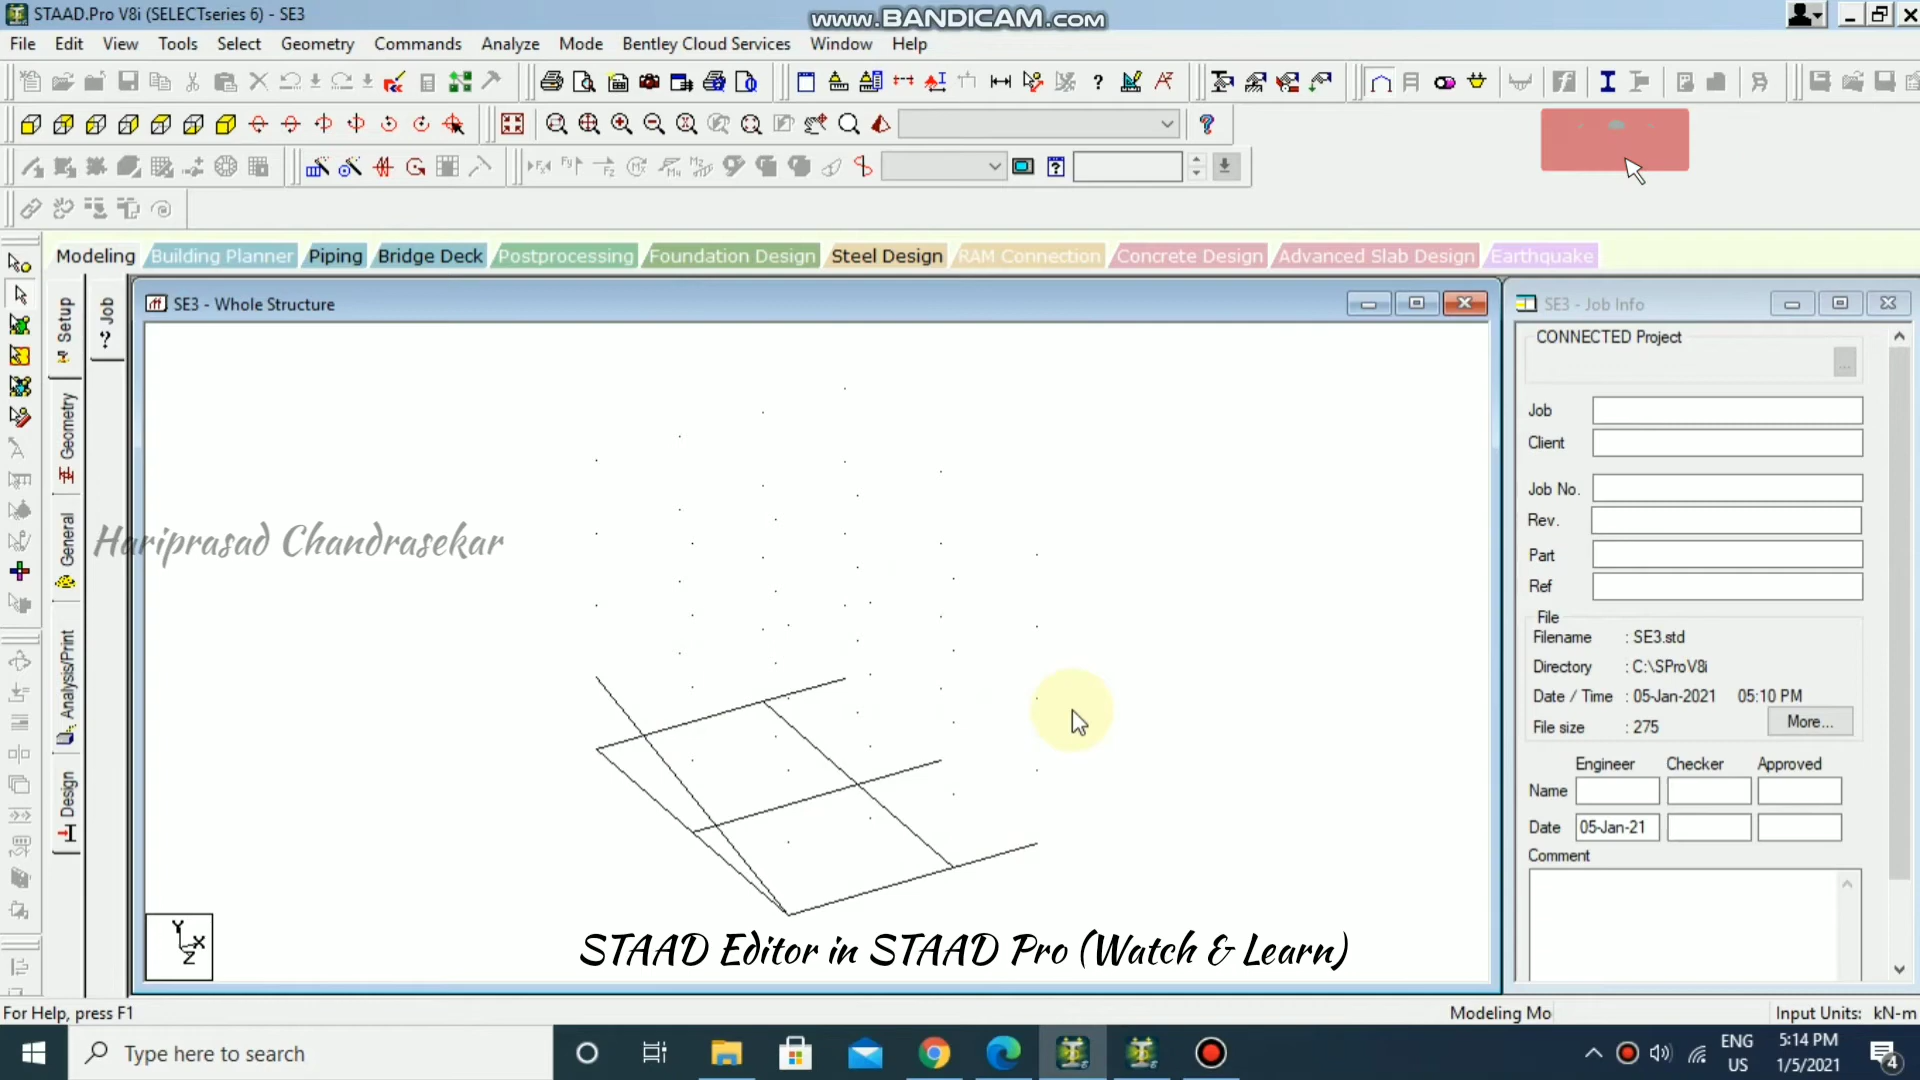 STAAD.Pro V8i (SELECTseries 6) - SE3
www.BANDICAM.com
File Edit View Tools Select Geometry Commands Analyze Mode Bentley Cloud Services Window Help
Modeling Building Planner Piping Bridge Deck Postprocessing Foundation Design Steel Design RAM Connection Concrete Design Advanced Slab Design Earthquake
Setup
Geometry
General
Analysis/Print
Design
Job
SE3 - Whole Structure
Hariprasad Chandrasekar
Y
X
Z
STAAD Editor in STAAD Pro (Watch & Learn)
SE3 - Job Info
CONNECTED Project
...
Job
Client
Job No.
Rev.
Part
Ref
File
Filename : SE3.std
Directory : C:\SProV8i
Date / Time : 05-Jan-2021 05:10 PM
File size : 275
More...
Engineer Checker Approved
Name
Date 05-Jan-21
Comment
For Help, press F1
Modeling Mo
Input Units: kN-m
Type here to search
ENG
US
5:14 PM
1/5/2021
4